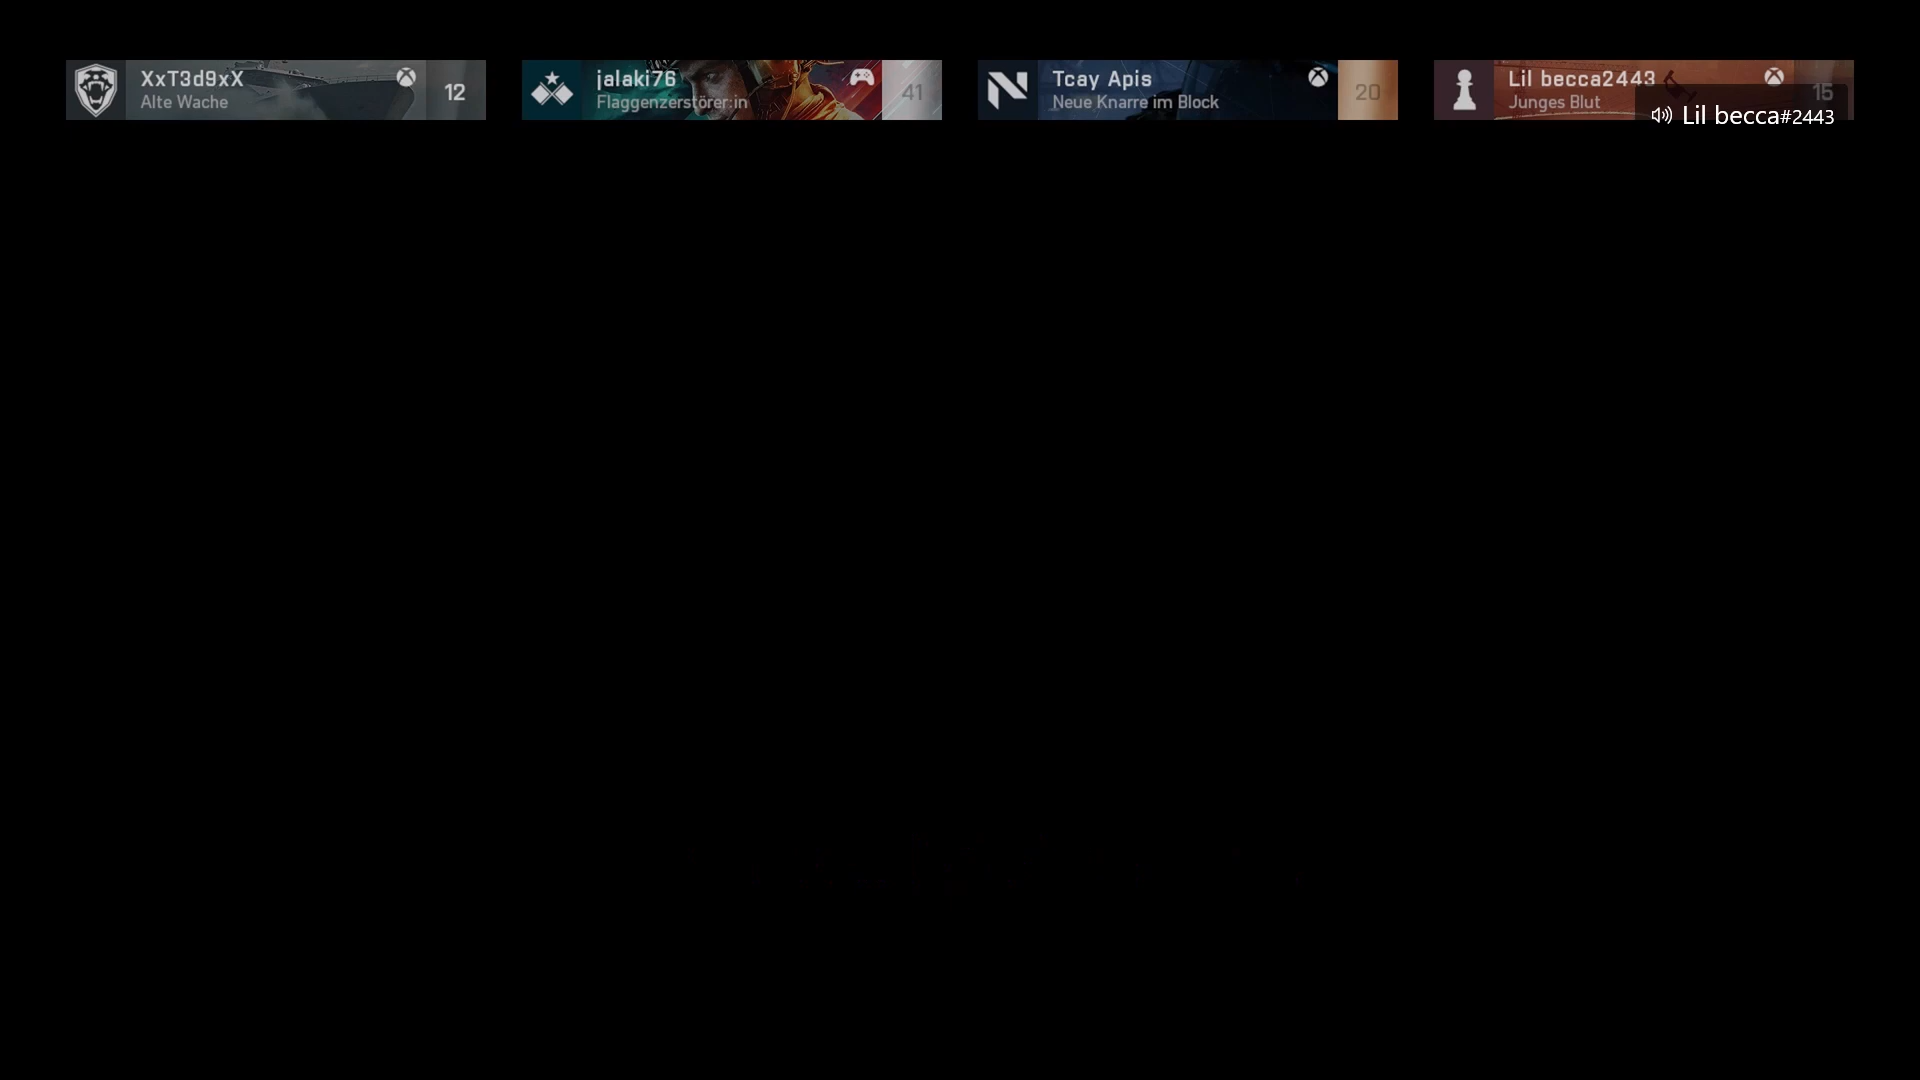 XxT3d9xX
Alte Wache
12
jalaki76
Flaggenzerstörer:in
41
Tcay Apis
Neue Knarre im Block
20
Lil becca2443
Junges Blut
15
Lil becca#2443